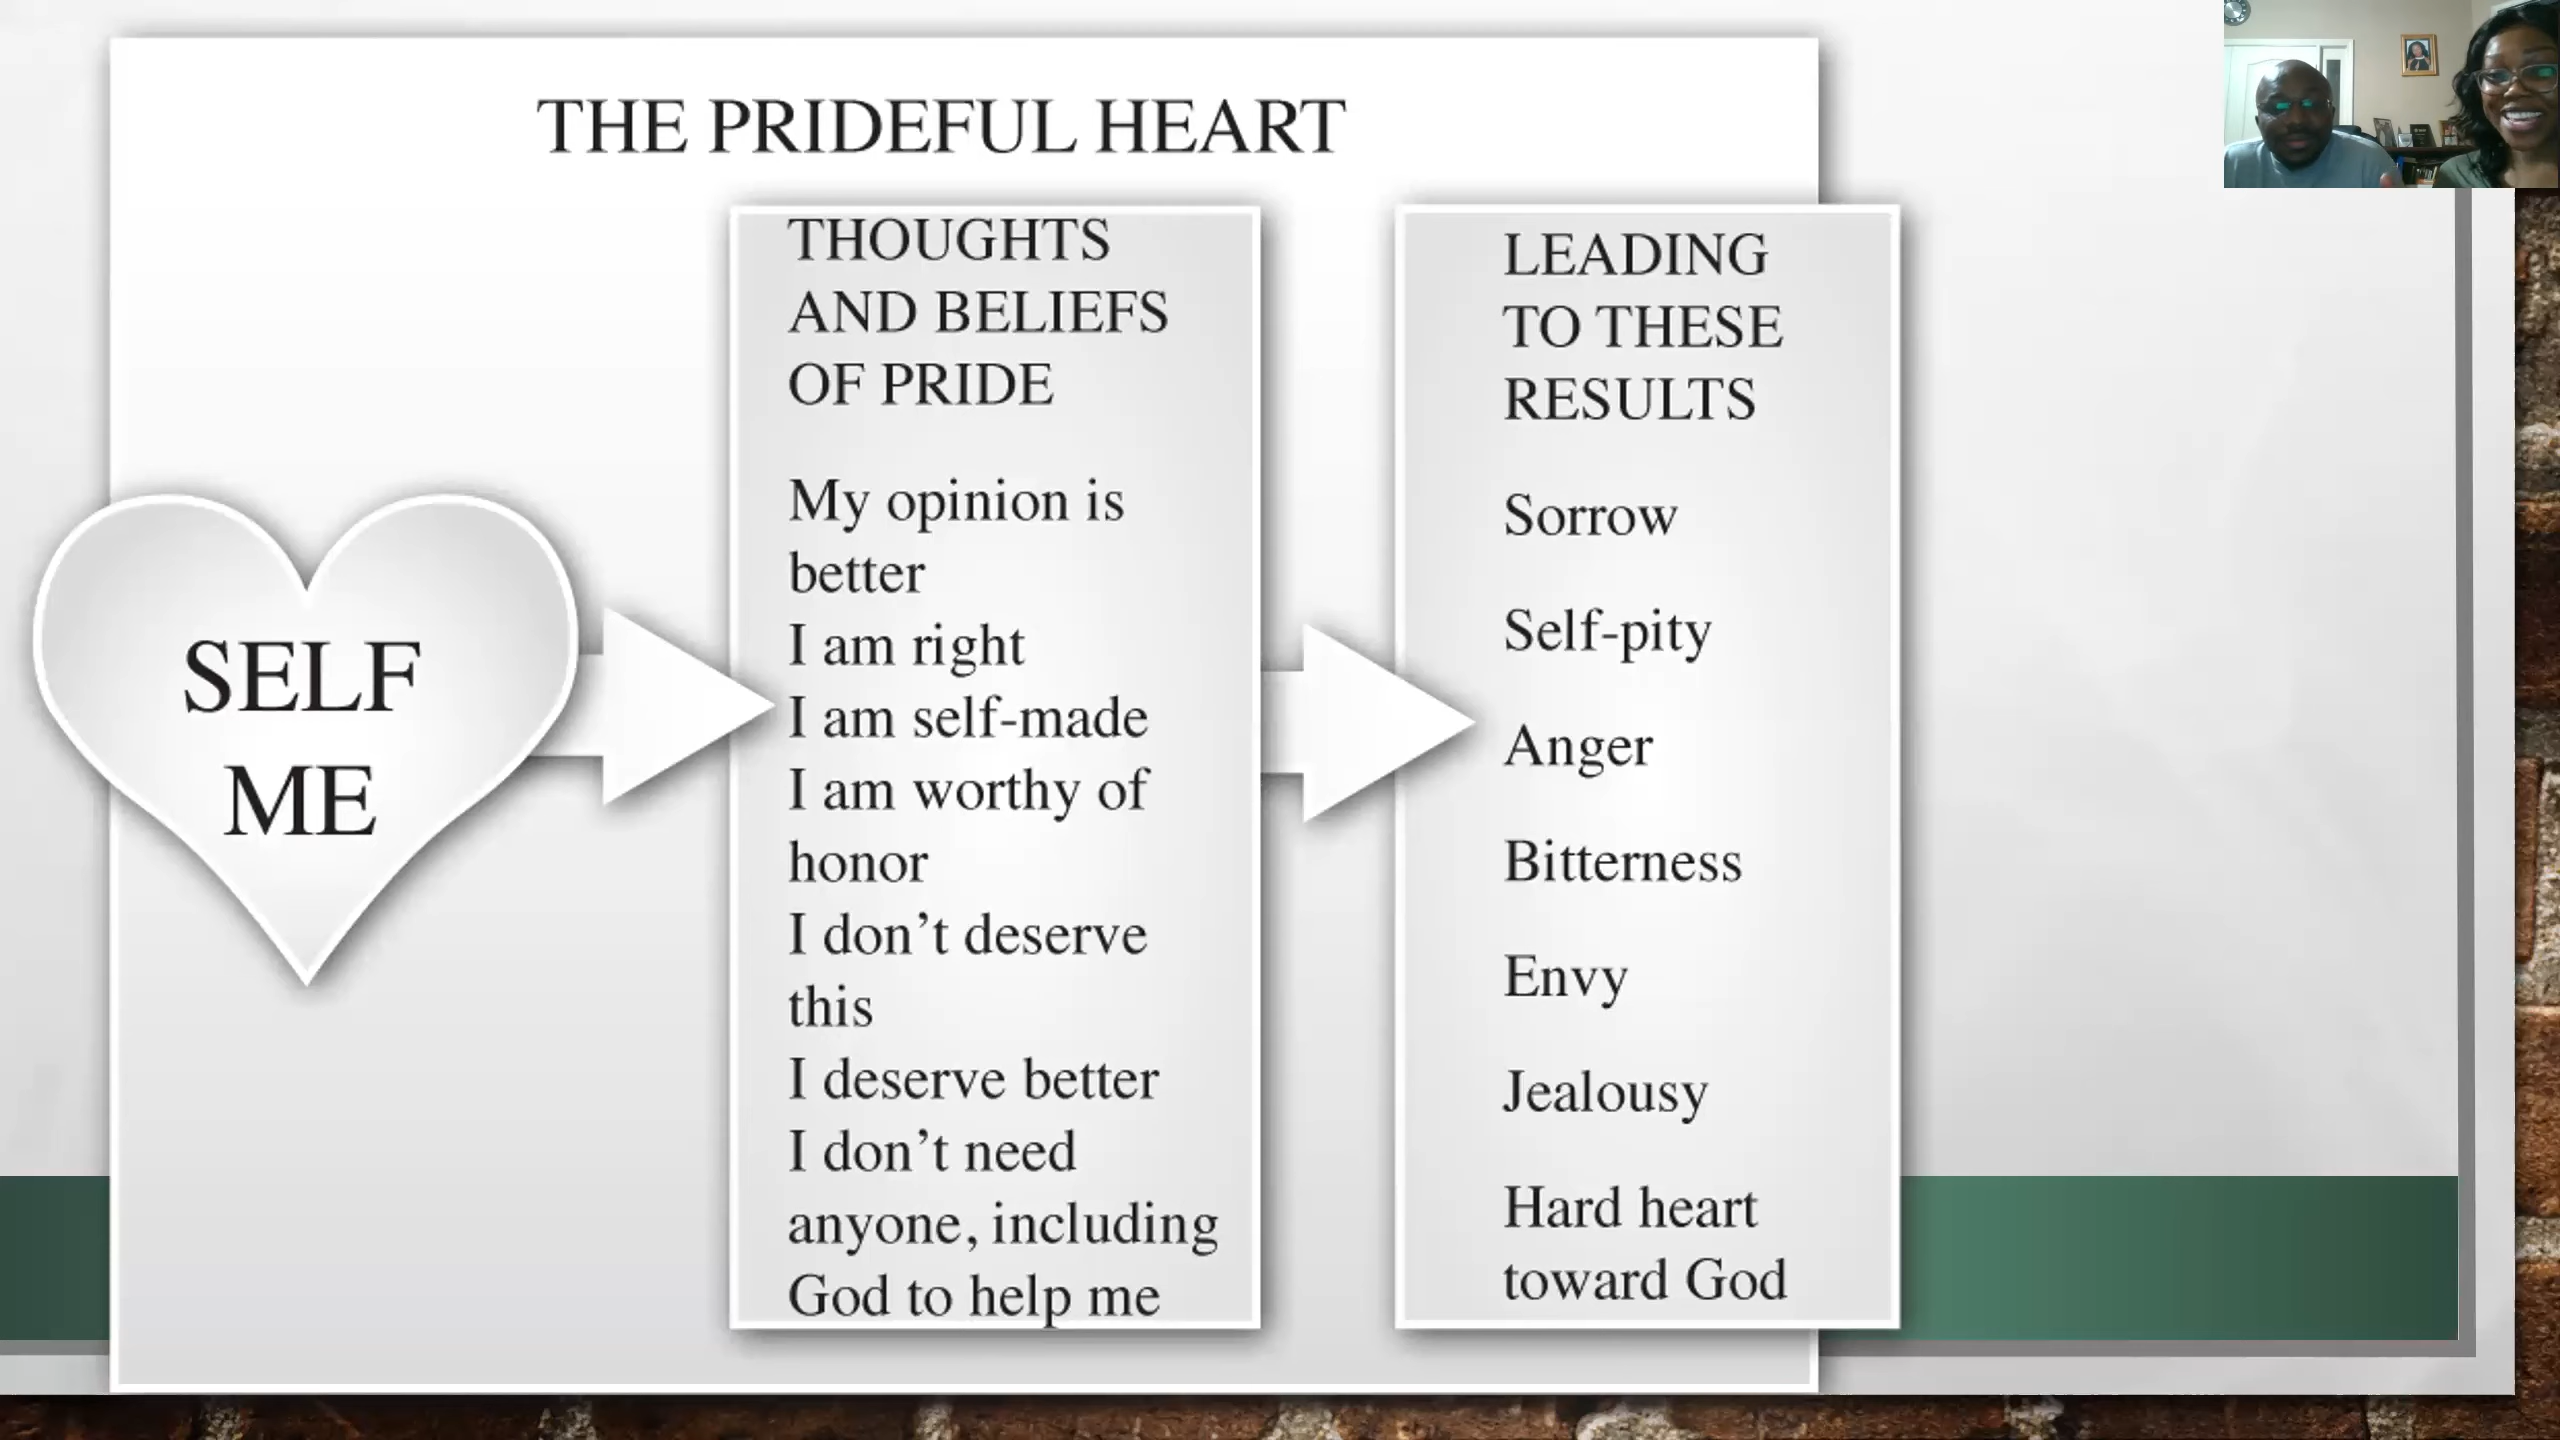 THE PRIDEFUL HEART
SELF
ME
THOUGHTS
AND BELIEFS
OF PRIDE
My opinion is
better
I am right
I am self-made
I am worthy of
honor
I don’t deserve
this
I deserve better
I don’t need
anyone, including
God to help me
LEADING
TO THESE
RESULTS
Sorrow
Self-pity
Anger
Bitterness
Envy
Jealousy
Hard heart
toward God